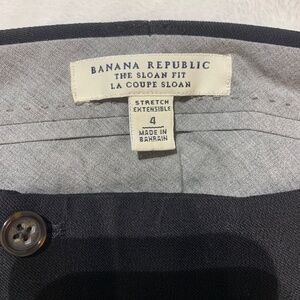 BANANA REPUBLIC
THE SLOAN FIT
LA COUPE SLOAN
STRETCH
EXTENSIBLE
4
MADE IN
BAHRAIN